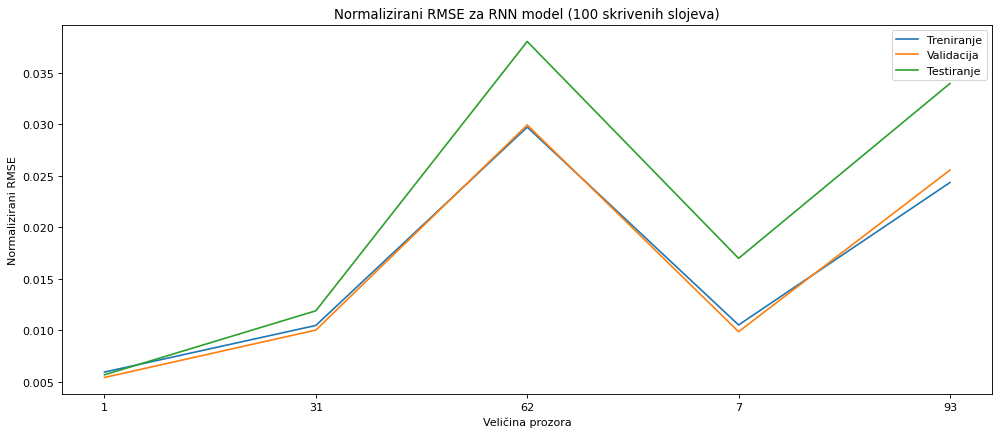 Normalizirani RMSE za RNN model (100 skrivenih slojeva)
Treniranje
Validacija
Testiranje
Normalizirani RMSE
0.035
0.030
0.025
0.020
0.015
0.010
0.005
1 31 62 7 93
Veličina prozora